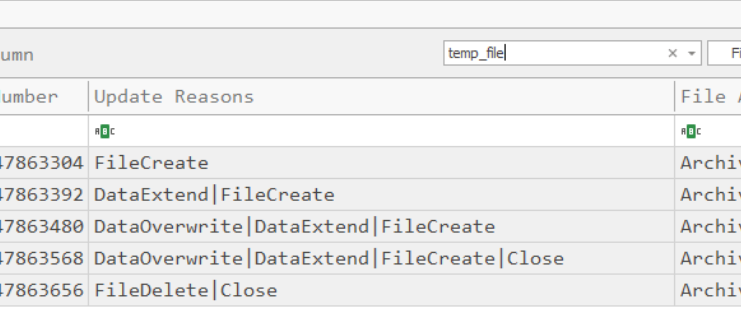 umn temp_file Fi
Number Update Reasons File A
ABC ABC
47863304 FileCreate Archiv
47863392 DataExtend|FileCreate Archiv
47863480 DataOverwrite|DataExtend|FileCreate Archiv
47863568 DataOverwrite|DataExtend|FileCreate|Close Archiv
47863656 FileDelete|Close Archiv